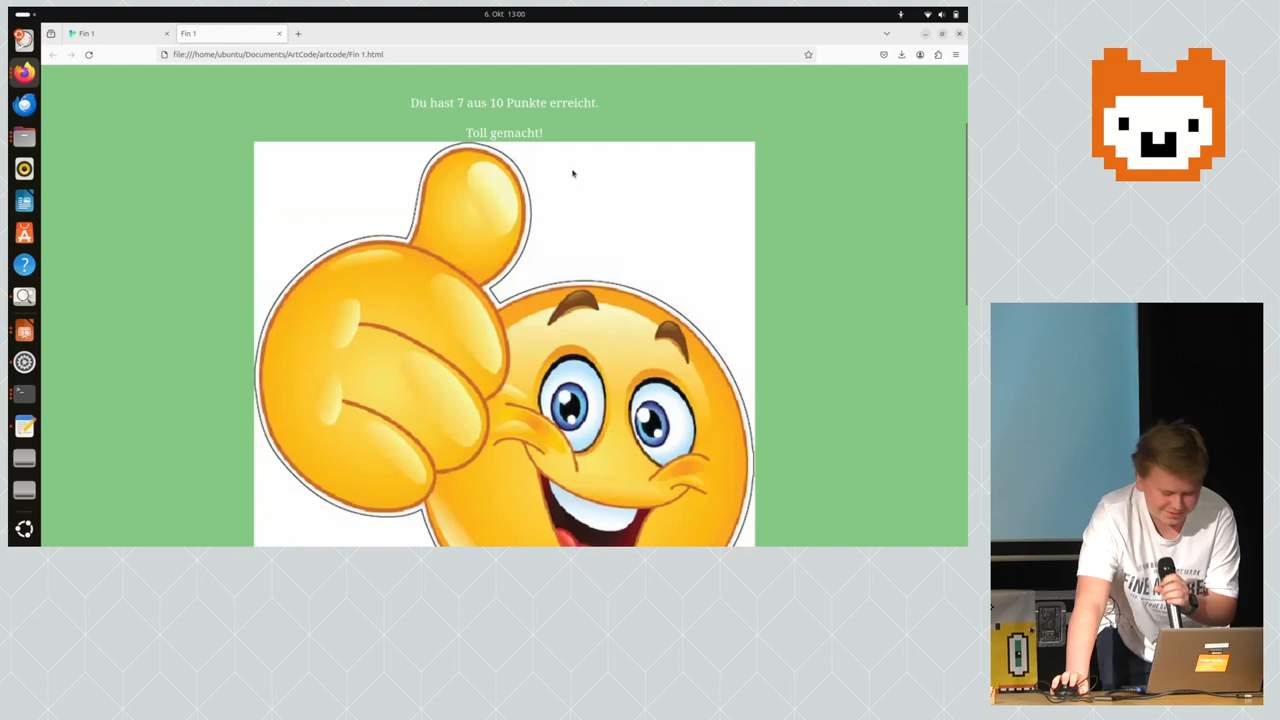 6. Okt 13:00
Fin 1
Fin 1
file:///home/ubuntu/Documents/ArtCode/artcode/Fin 1.html
Du hast 7 aus 10 Punkte erreicht.
Toll gemacht!